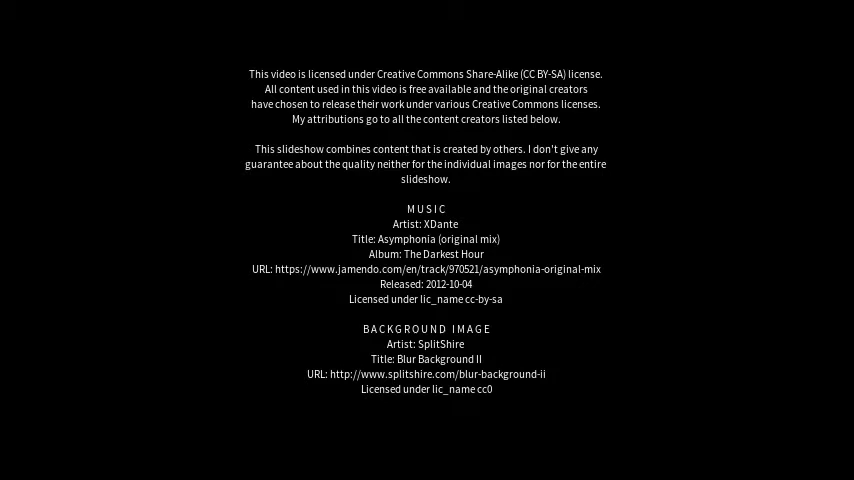 This video is licensed under Creative Commons Share-Alike (CC BY-SA) license.
All content used in this video is free available and the original creators
have chosen to release their work under various Creative Commons licenses.
My attributions go to all the content creators listed below.
This slideshow combines content that is created by others. I don't give any
guarantee about the quality neither for the individual images nor for the entire
slideshow.
MUSIC
Artist: XDante
Title: Asymphonia (original mix)
Album: The Darkest Hour
URL: https://www.jamendo.com/en/track/970521/asymphonia-original-mix
Released: 2012-10-04
Licensed under lic_name cc-by-sa
BACKGROUND IMAGE
Artist: SplitShire
Title: Blur Background II
URL: http://www.splitshire.com/blur-background-ii
Licensed under lic_name cc0